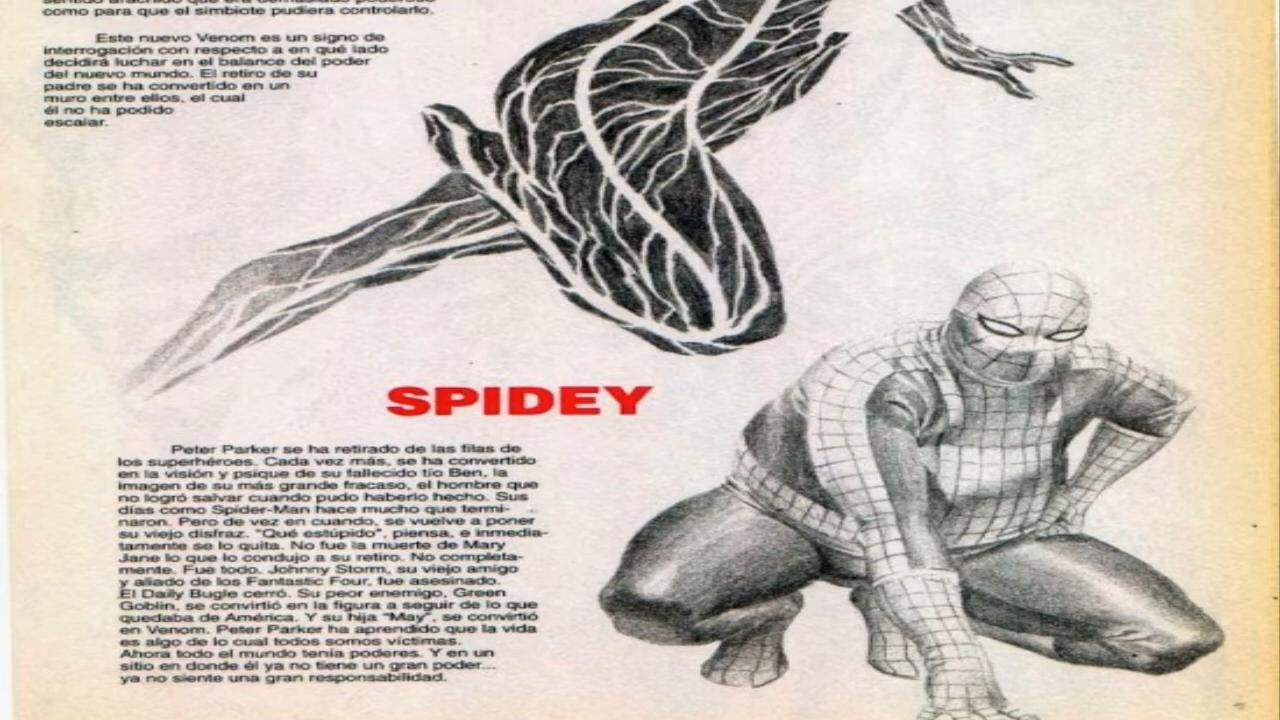 sentido arácnido que era demasiado poderoso
como para que el simbiote pudiera controlarlo.
Este nuevo Venom es un signo de
interrogación con respecto a en qué lado
decidirá luchar en el balance del poder
del nuevo mundo. El retiro de su
padre se ha convertido en un
muro entre ellos, el cual
él no ha podido
escalar.
SPIDEY
Peter Parker se ha retirado de las filas de
los superhéroes. Cada vez más, se ha convertido
en la visión y psique de su fallecido tío Ben, la
imagen de su más grande fracaso, el hombre que
no logró salvar cuando pudo haberlo hecho. Sus
días como Spider-Man hace mucho que termi-
naron. Pero de vez en cuando, se vuelve a poner
su viejo disfraz. "Qué estúpido", piensa, e inmedia-
tamente se lo quita. No fue la muerte de Mary
Jane lo que lo condujo a su retiro. No completa-
mente. Fue todo. Johnny Storm, su viejo amigo
y aliado de los Fantastic Four, fue asesinado.
El Daily Bugle cerró. Su peor enemigo, Green
Goblin, se convirtió en la figura a seguir de lo que
quedaba de América. Y su hija "May", se convirtió
en Venom. Peter Parker ha aprendido que la vida
es algo de lo cual todos somos víctimas.
Ahora todo el mundo tenía poderes. Y en un
sitio en donde él ya no tiene un gran poder...
ya no siente una gran responsabilidad.